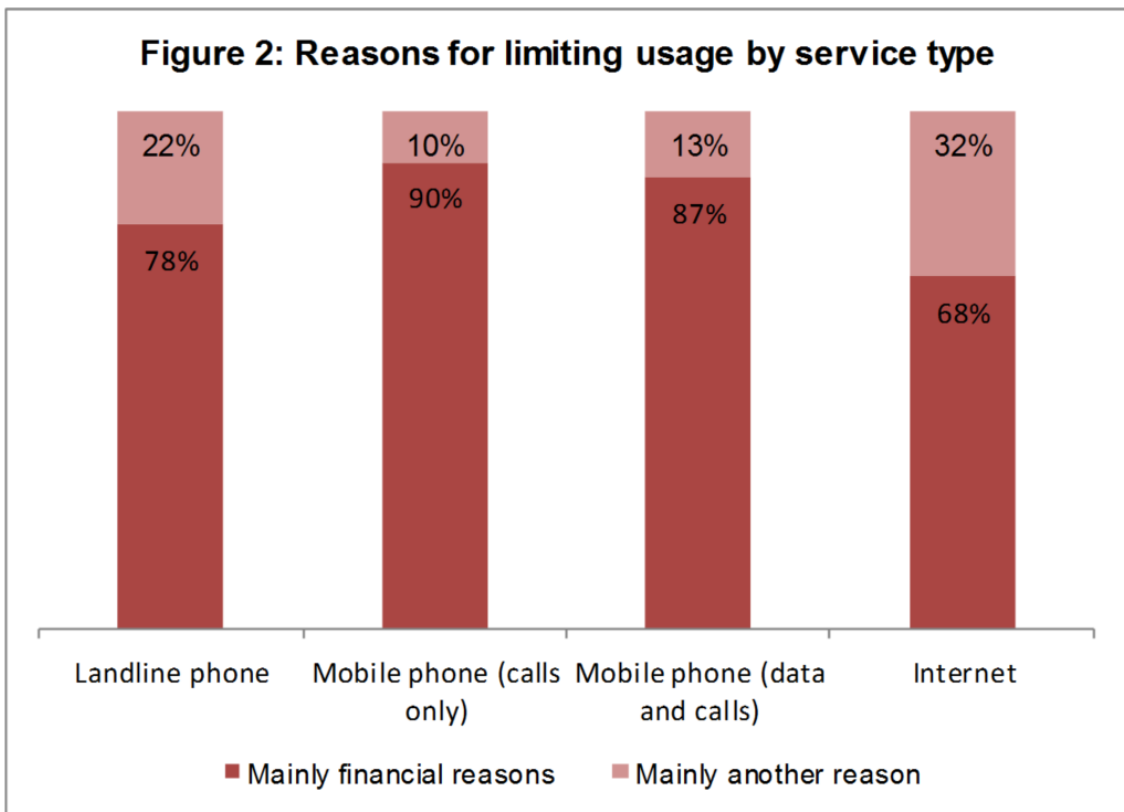 Figure 2: Reasons for limiting usage by service type
22%
10%
13%
32%
90%
87%
78%
68%
Landline phone
Mobile phone (calls
only)
Mobile phone (data
and calls)
Internet
Mainly financial reasons
Mainly another reason